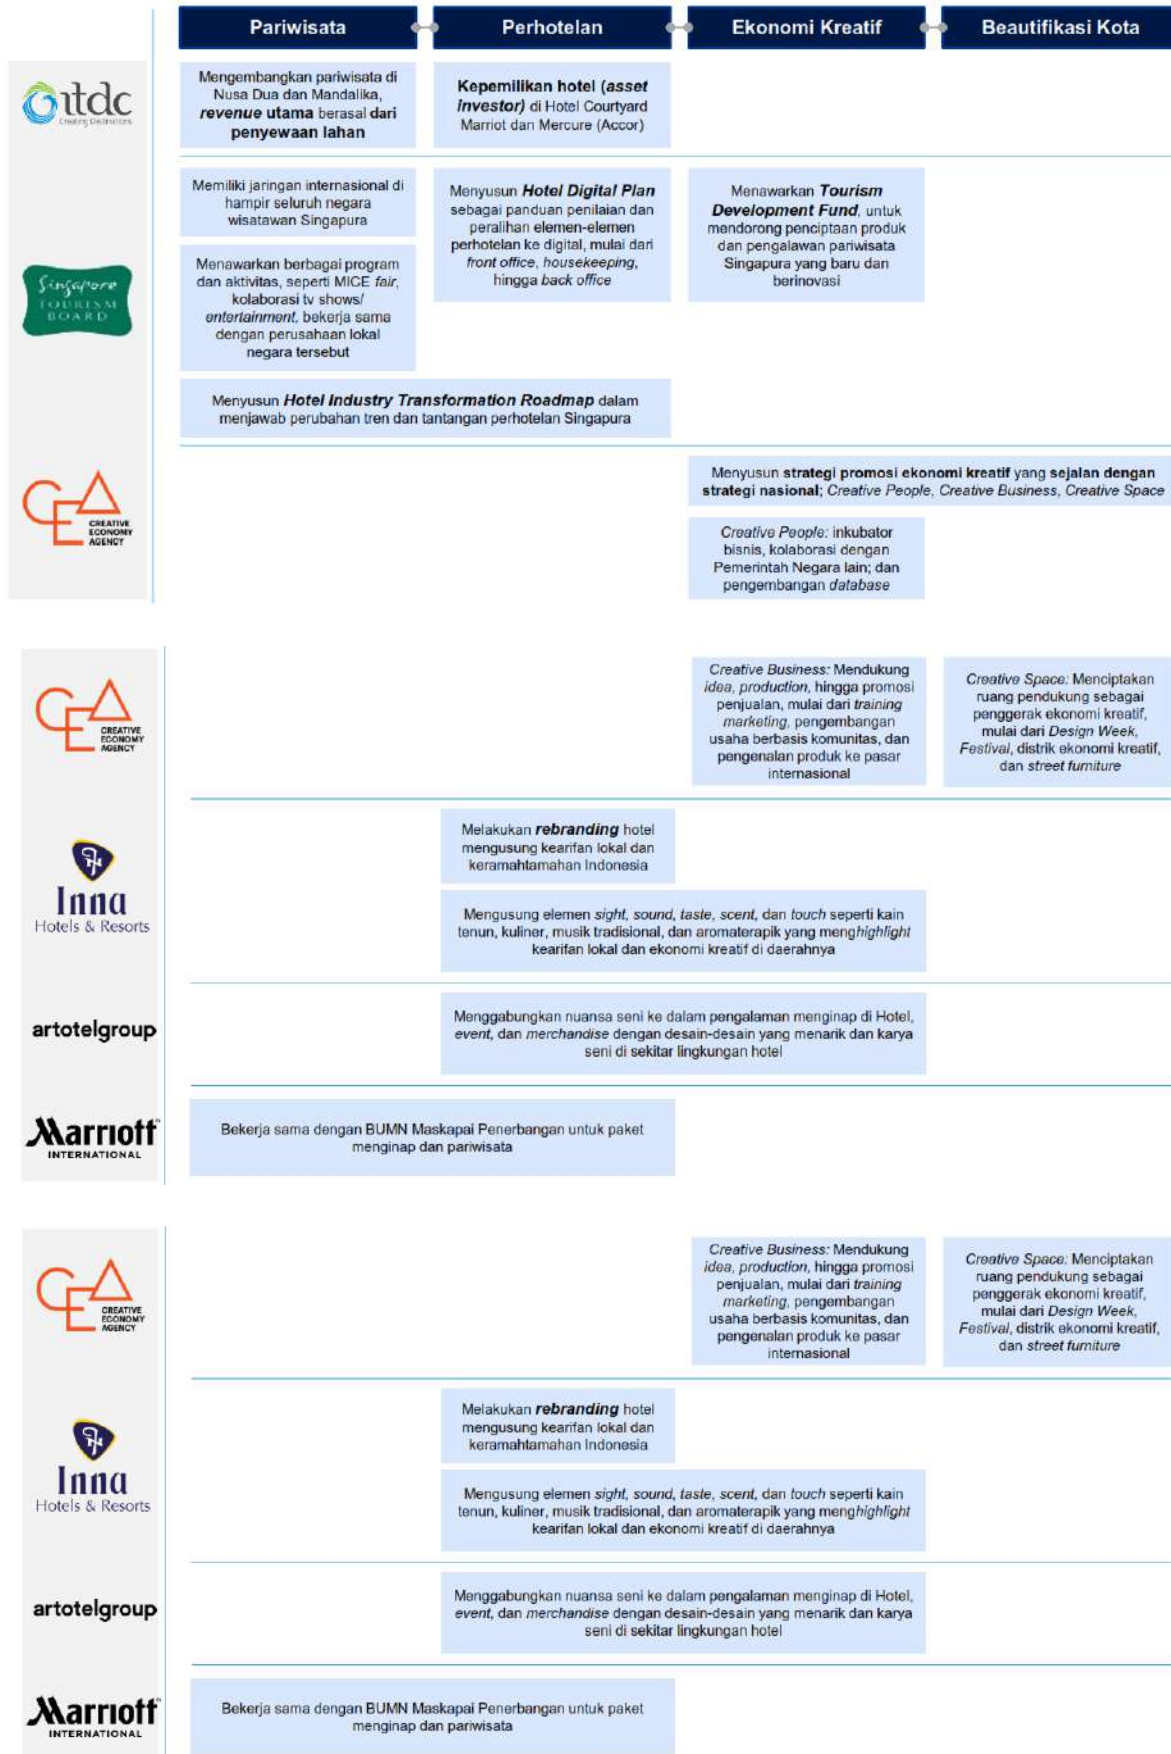 Pariwisata
Perhotelan
Ekonomi Kreatif
Beautifikasi Kota
itdc
Creating Destinations
Mengembangkan pariwisata di
Nusa Dua dan Mandalika,
revenue utama berasal dari
penyewaan lahan
Kepemilikan hotel (asset
investor) di Hotel Courtyard
Marriot dan Mercure (Accor)
Singapore
TOURISM
BOARD
Memiliki jaringan internasional di
hampir seluruh negara
wisatawan Singapura
Menawarkan berbagai program
dan aktivitas, seperti MICE fair,
kolaborasi tv shows/
entertainment, bekerja sama
dengan perusahaan lokal
negara tersebut
Menyusun Hotel Digital Plan
sebagai panduan penilaian dan
peralihan elemen-elemen
perhotelan ke digital, mulai dari
front office, housekeeping,
hingga back office
Menawarkan Tourism
Development Fund, untuk
mendorong penciptaan produk
dan pengalawan pariwisata
Singapura yang baru dan
berinovasi
Menyusun Hotel Industry Transformation Roadmap dalam
menjawab perubahan tren dan tantangan perhotelan Singapura
CEA
CREATIVE
ECONOMY
AGENCY
Menyusun strategi promosi ekonomi kreatif yang sejalan dengan
strategi nasional; Creative People, Creative Business, Creative Space
Creative People: inkubator
bisnis, kolaborasi dengan
Pemerintah Negara lain; dan
pengembangan database
CEA
CREATIVE
ECONOMY
AGENCY
Creative Business: Mendukung
idea, production, hingga promosi
penjualan, mulai dari training
marketing, pengembangan
usaha berbasis komunitas, dan
pengenalan produk ke pasar
internasional
Creative Space: Menciptakan
ruang pendukung sebagai
penggerak ekonomi kreatif,
mulai dari Design Week,
Festival, distrik ekonomi kreatif,
dan street furniture
Inna
Hotels & Resorts
Melakukan rebranding hotel
mengusung kearifan lokal dan
keramahtamahan Indonesia
Mengusung elemen sight, sound, taste, scent, dan touch seperti kain
tenun, kuliner, musik tradisional, dan aromaterapik yang menghighlight
kearifan lokal dan ekonomi kreatif di daerahnya
artotelgroup
Menggabungkan nuansa seni ke dalam pengalaman menginap di Hotel,
event, dan merchandise dengan desain-desain yang menarik dan karya
seni di sekitar lingkungan hotel
Marriott
INTERNATIONAL
Bekerja sama dengan BUMN Maskapai Penerbangan untuk paket
menginap dan pariwisata
CEA
CREATIVE
ECONOMY
AGENCY
Creative Business: Mendukung
idea, production, hingga promosi
penjualan, mulai dari training
marketing, pengembangan
usaha berbasis komunitas, dan
pengenalan produk ke pasar
internasional
Creative Space: Menciptakan
ruang pendukung sebagai
penggerak ekonomi kreatif,
mulai dari Design Week,
Festival, distrik ekonomi kreatif,
dan street furniture
Inna
Hotels & Resorts
Melakukan rebranding hotel
mengusung kearifan lokal dan
keramahtamahan Indonesia
Mengusung elemen sight, sound, taste, scent, dan touch seperti kain
tenun, kuliner, musik tradisional, dan aromaterapik yang menghighlight
kearifan lokal dan ekonomi kreatif di daerahnya
artotelgroup
Menggabungkan nuansa seni ke dalam pengalaman menginap di Hotel,
event, dan merchandise dengan desain-desain yang menarik dan karya
seni di sekitar lingkungan hotel
Marriott
INTERNATIONAL
Bekerja sama dengan BUMN Maskapai Penerbangan untuk paket
menginap dan pariwisata